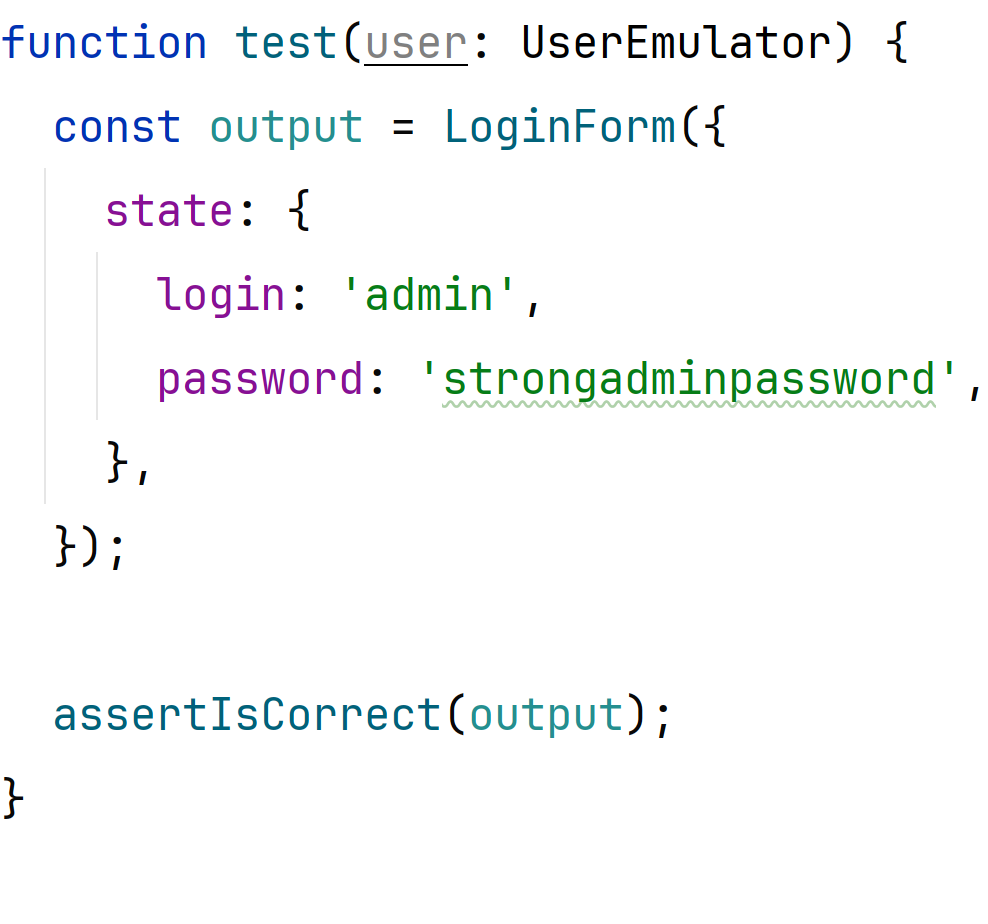 function test(user: UserEmulator) {
  const output = LoginForm({
    state: {
      login: 'admin',
      password: 'strongadminpassword',
    },
  });

  assertIsCorrect(output);
}